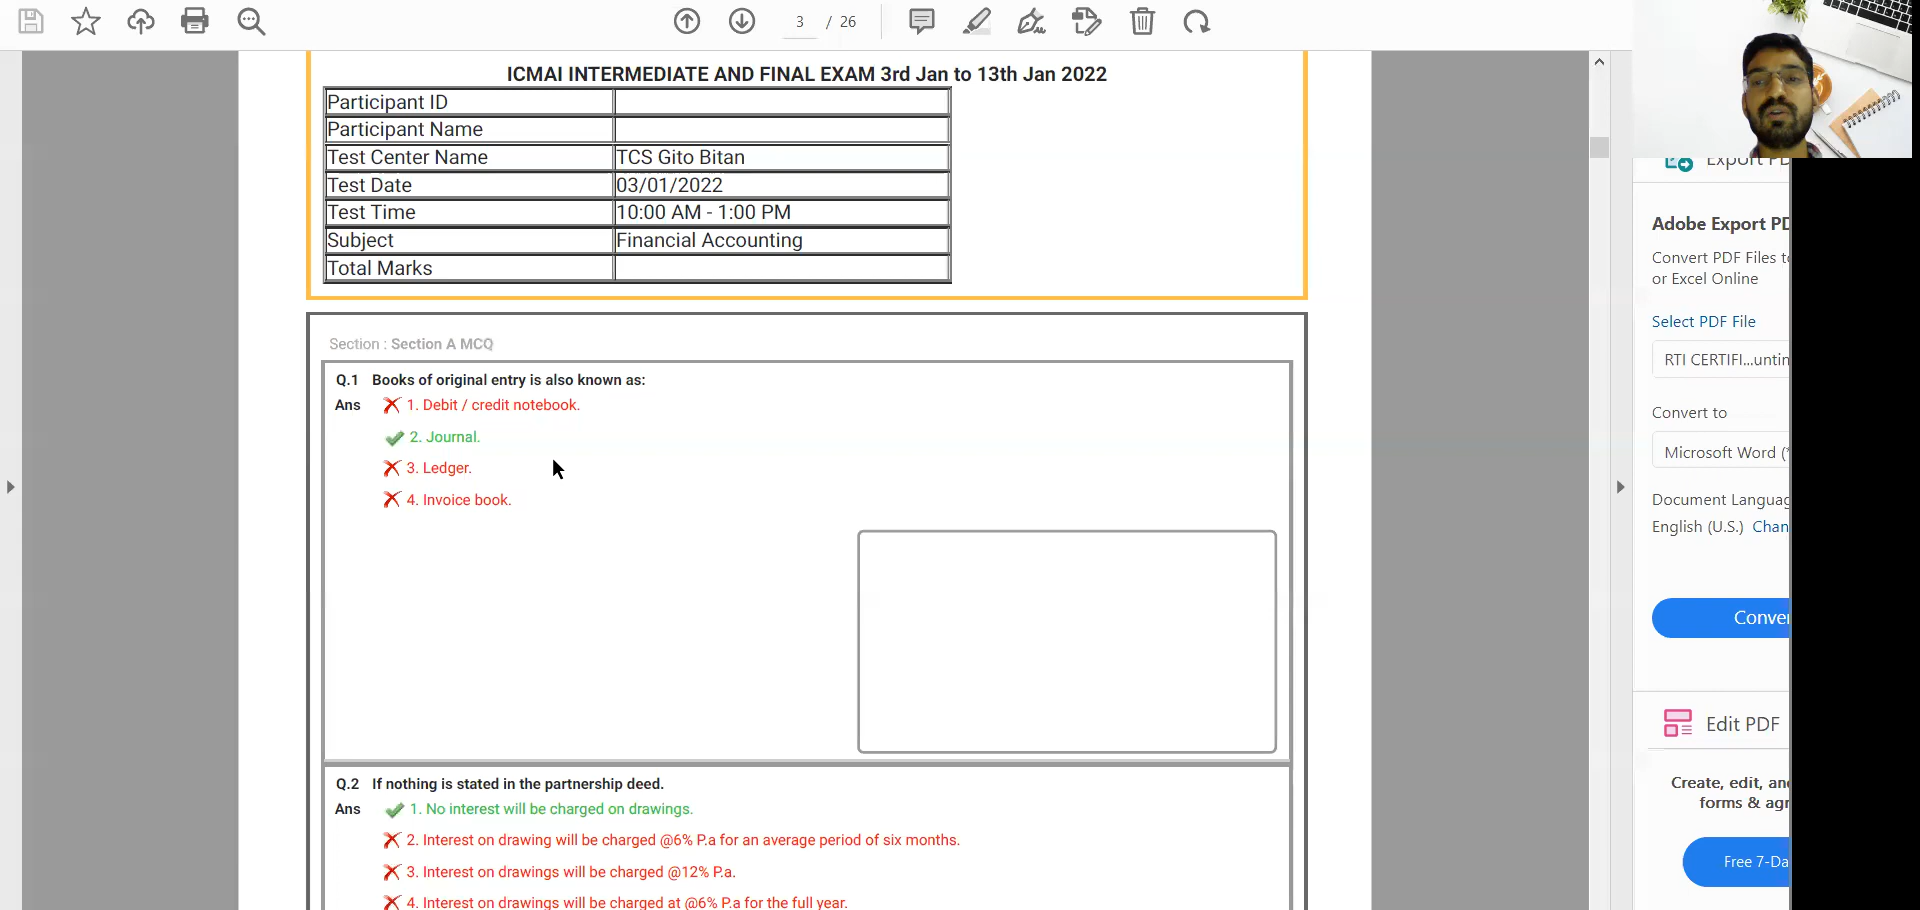 3 / 26
ICMAI INTERMEDIATE AND FINAL EXAM 3rd Jan to 13th Jan 2022
Participant ID
Participant Name
Test Center Name TCS Gito Bitan
Test Date 03/01/2022
Test Time 10:00 AM - 1:00 PM
Subject Financial Accounting
Total Marks
Section : Section A MCQ
Q.1 Books of original entry is also known as:
Ans 1. Debit / credit notebook.
2. Journal.
3. Ledger.
4. Invoice book.
Q.2 If nothing is stated in the partnership deed.
Ans 1. No interest will be charged on drawings.
2. Interest on drawing will be charged @6% P.a for an average period of six months.
3. Interest on drawings will be charged @12% P.a.
4. Interest on drawings will be charged at @6% P.a for the full year.
Export PD
Adobe Export PD
Convert PDF Files to
or Excel Online
Select PDF File
RTI CERTIFI...untin
Convert to
Microsoft Word (*
Document Languag
English (U.S.) Chan
Conver
Edit PDF
Create, edit, an
forms & agr
Free 7-Da